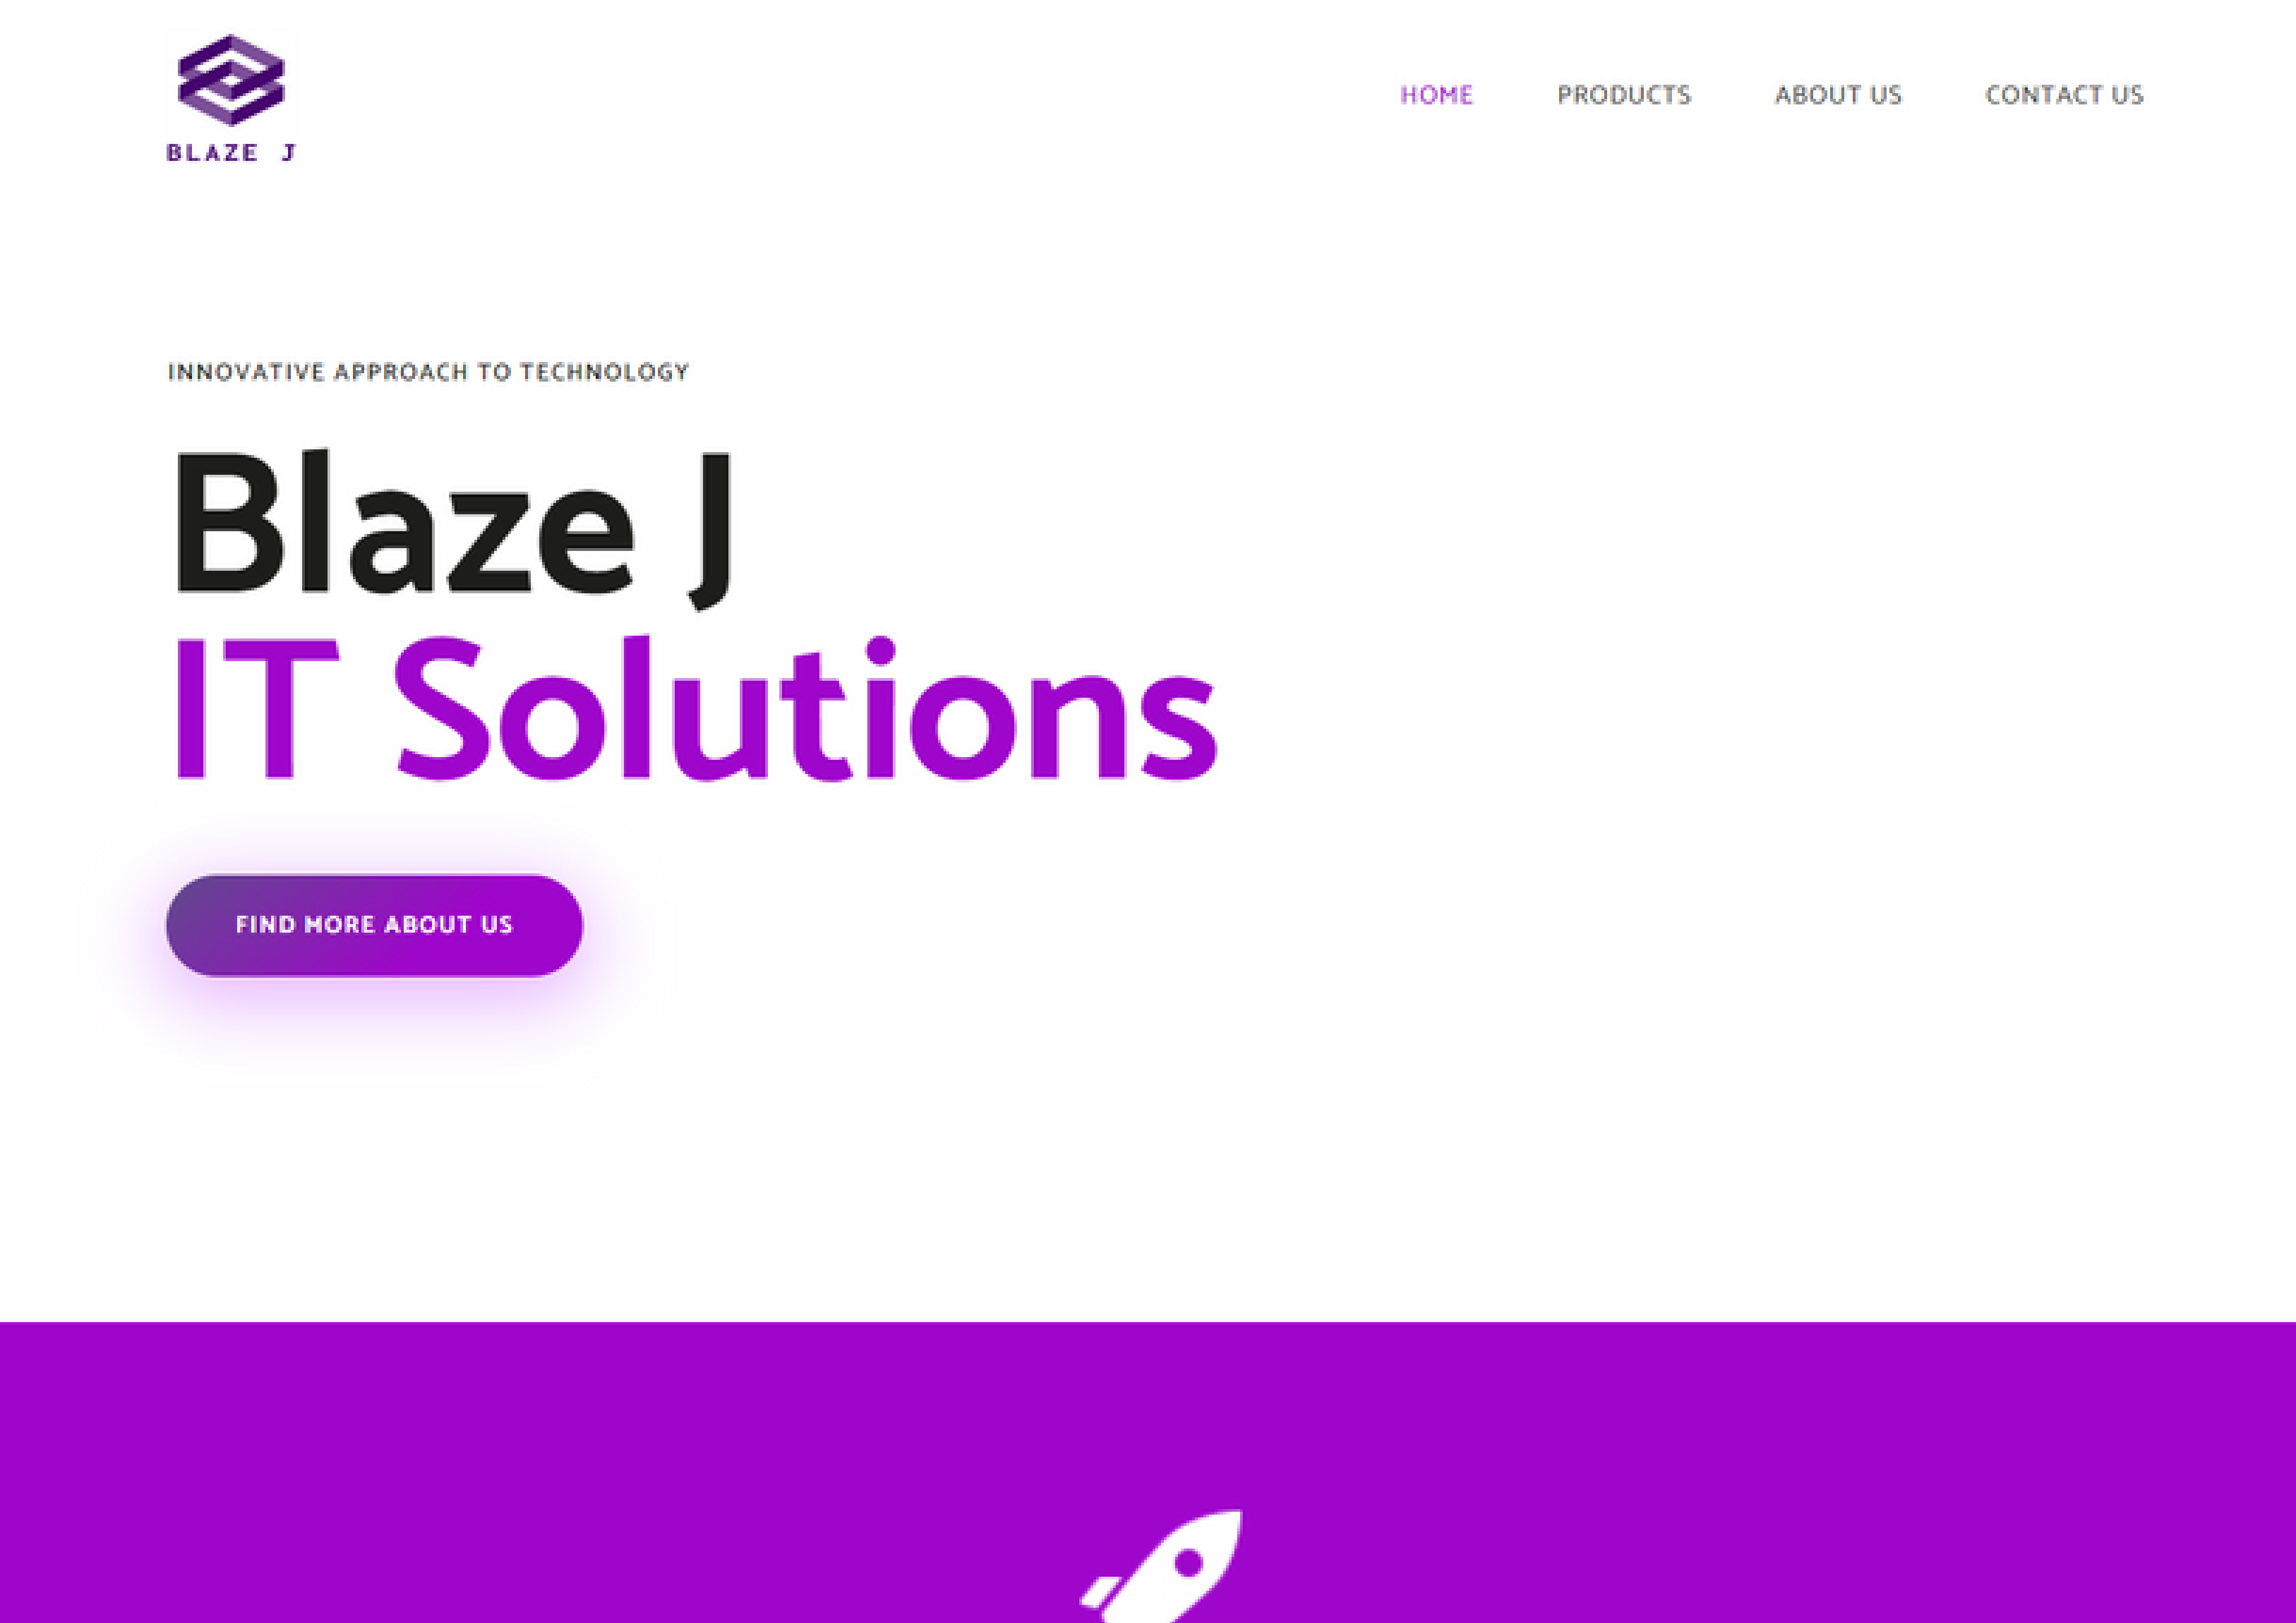 BLAZE J
HOME PRODUCTS ABOUT US CONTACT US
INNOVATIVE APPROACH TO TECHNOLOGY
Blaze J
IT Solutions
FIND MORE ABOUT US